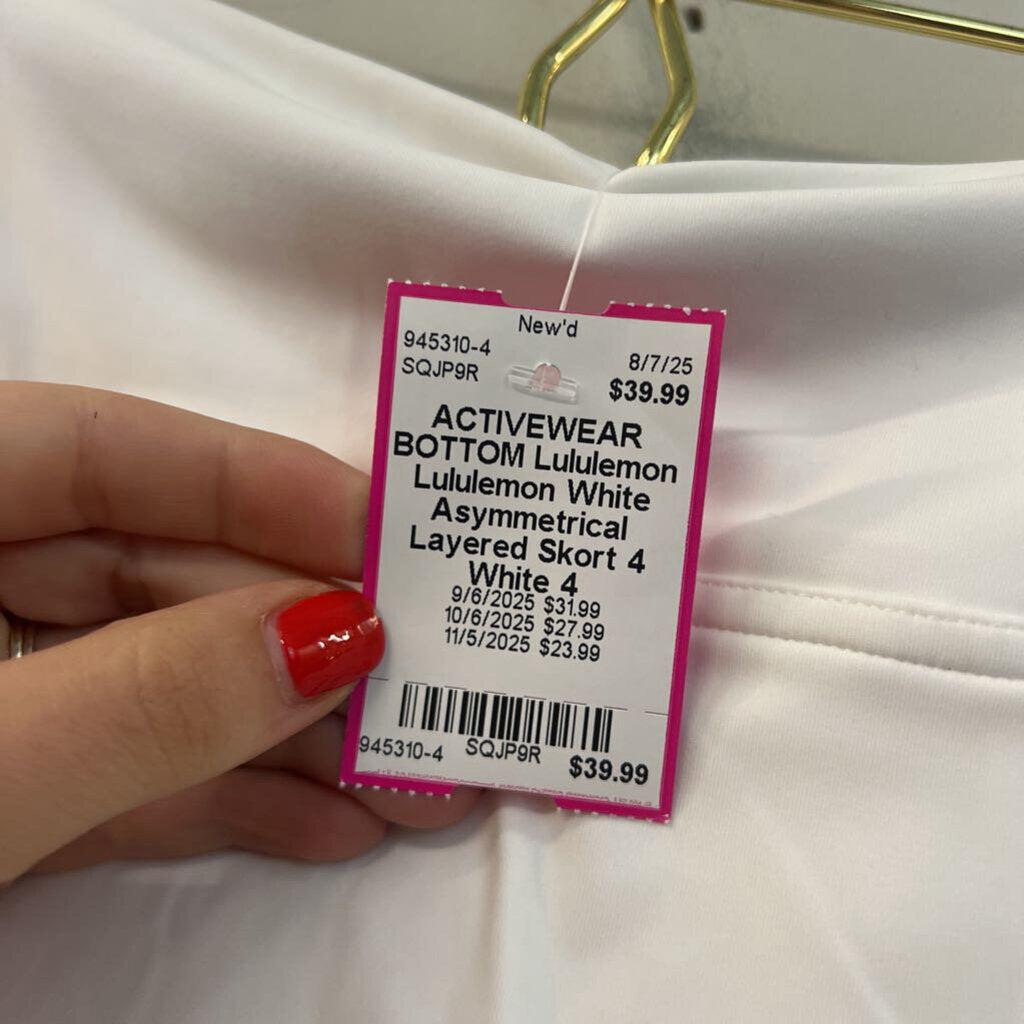 New'd
945310-4
SQJP9R
8/7/25
$39.99
ACTIVEWEAR
BOTTOM Lululemon
Lululemon White
Asymmetrical
Layered Skort 4
White 4
9/6/2025 $31.99
10/6/2025 $27.99
11/5/2025 $23.99
945310-4 SQJP9R $39.99